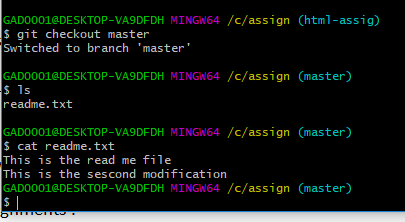 GAD0001@DESKTOP-VA9DFDH MINGW64 /c/assign (html-assig)
$ git checkout master
Switched to branch 'master'
GAD0001@DESKTOP-VA9DFDH MINGW64 /c/assign (master)
$ ls
readme.txt
GAD0001@DESKTOP-VA9DFDH MINGW64 /c/assign (master)
$ cat readme.txt
This is the read me file
This is the sescond modification
GAD0001@DESKTOP-VA9DFDH MINGW64 /c/assign (master)
$